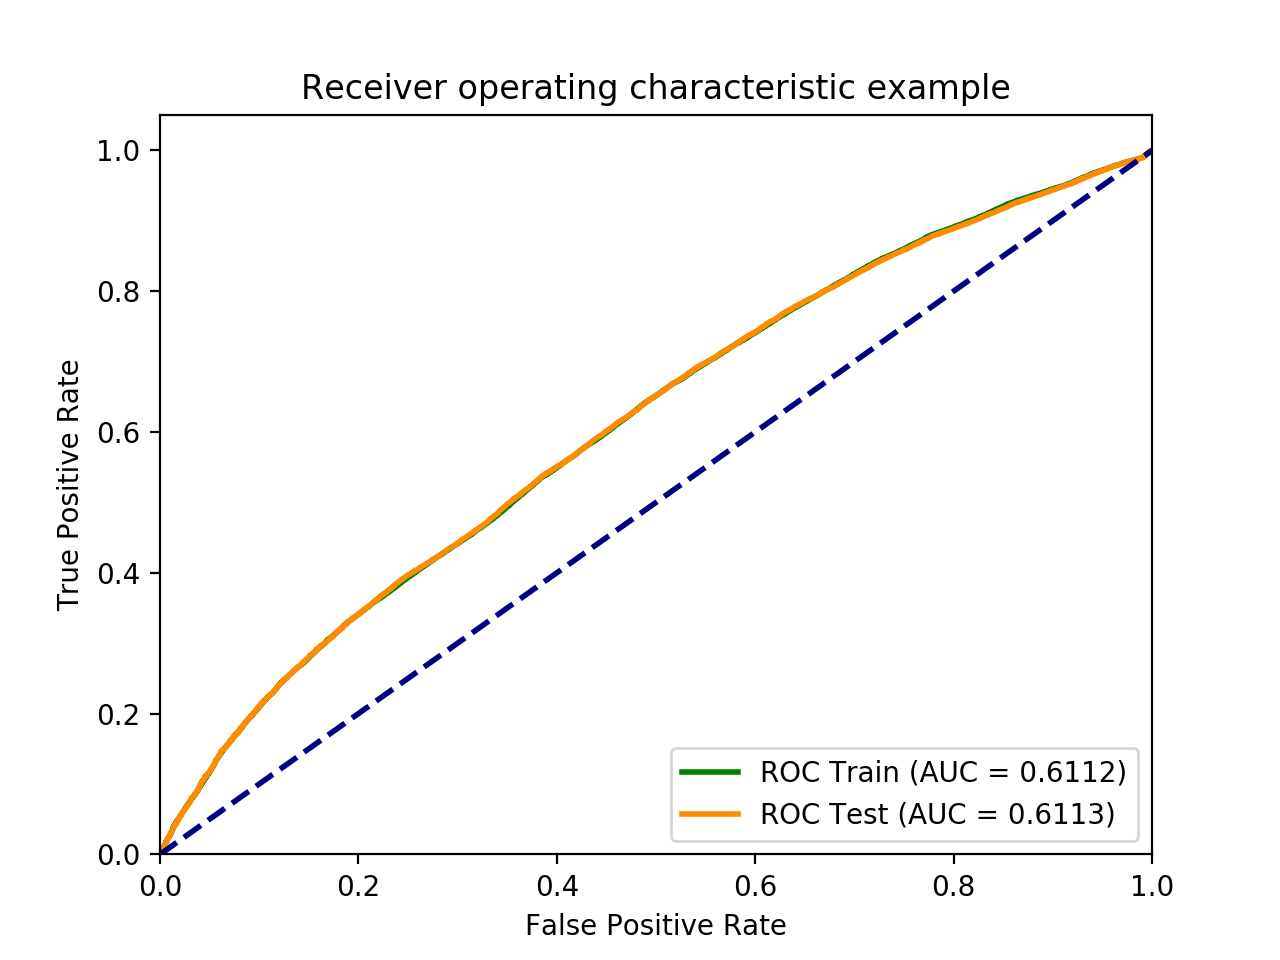 Receiver operating characteristic example
1.0
0.8
0.6
0.4
0.2
0.0
True Positive Rate
ROC Train (AUC = 0.6112)
ROC Test (AUC = 0.6113)
0.0 0.2 0.4 0.6 0.8 1.0
False Positive Rate